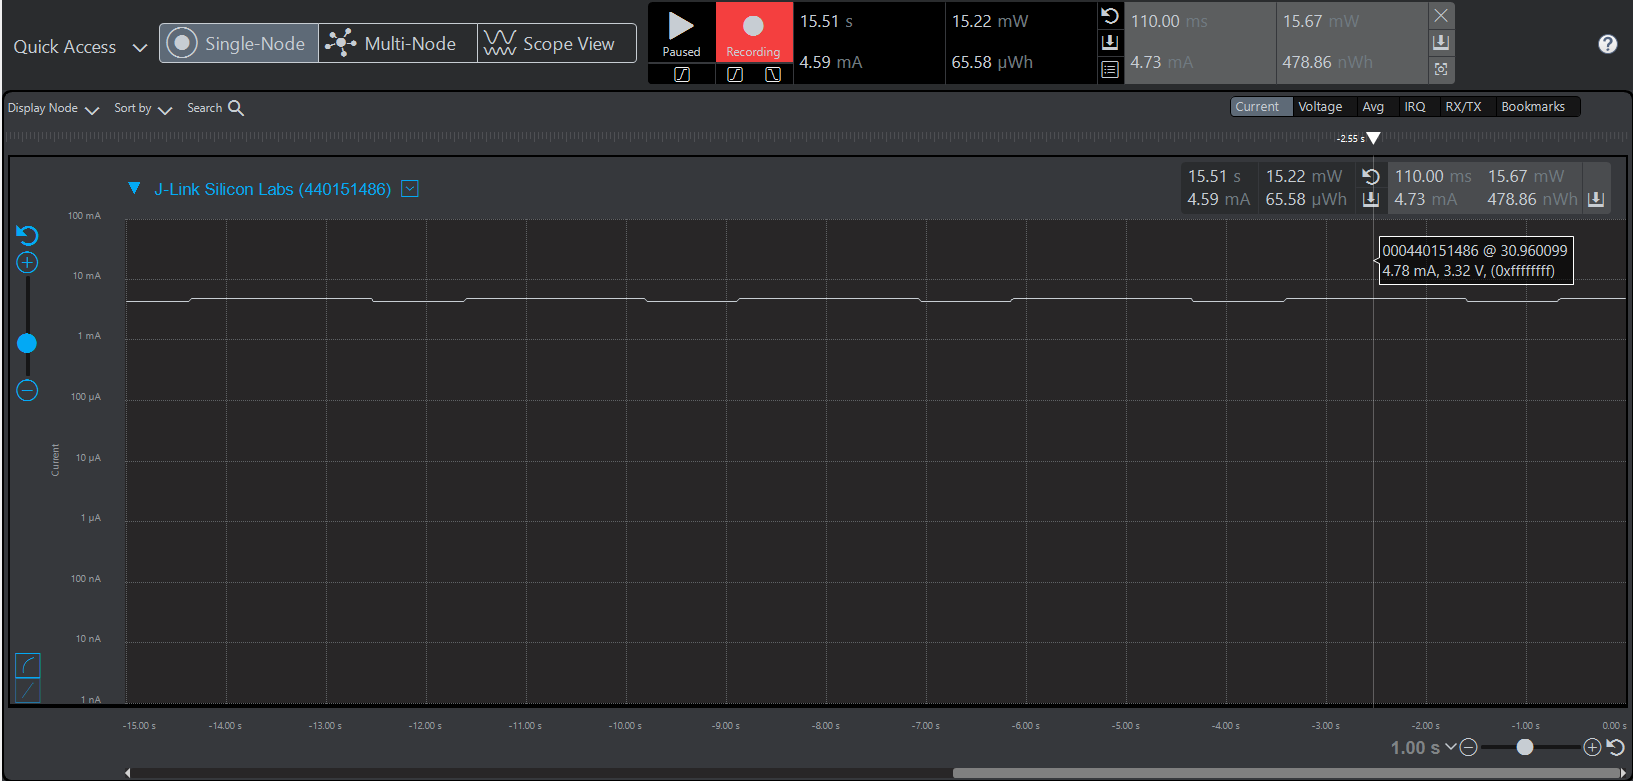 Quick Access
Single-Node
Multi-Node
Scope View
Paused
Recording
15.51 s
4.59 mA
15.22 mW
65.58 µWh
110.00 ms
4.73 mA
15.67 mW
478.86 nWh
?
Display Node
Sort by
Search
Current
Voltage
Avg
IRQ
RX/TX
Bookmarks
-2.55 s
J-Link Silicon Labs (440151486)
15.51 s
4.59 mA
15.22 mW
65.58 µWh
110.00 ms
4.73 mA
15.67 mW
478.86 nWh
000440151486 @ 30.960099
4.78 mA, 3.32 V, (0xffffffff)
100 mA
10 mA
1 mA
100 µA
10 µA
1 µA
100 nA
10 nA
1 nA
Current
-15.00 s
-14.00 s
-13.00 s
-12.00 s
-11.00 s
-10.00 s
-9.00 s
-8.00 s
-7.00 s
-6.00 s
-5.00 s
-4.00 s
-3.00 s
-2.00 s
-1.00 s
0.00 s
1.00 s